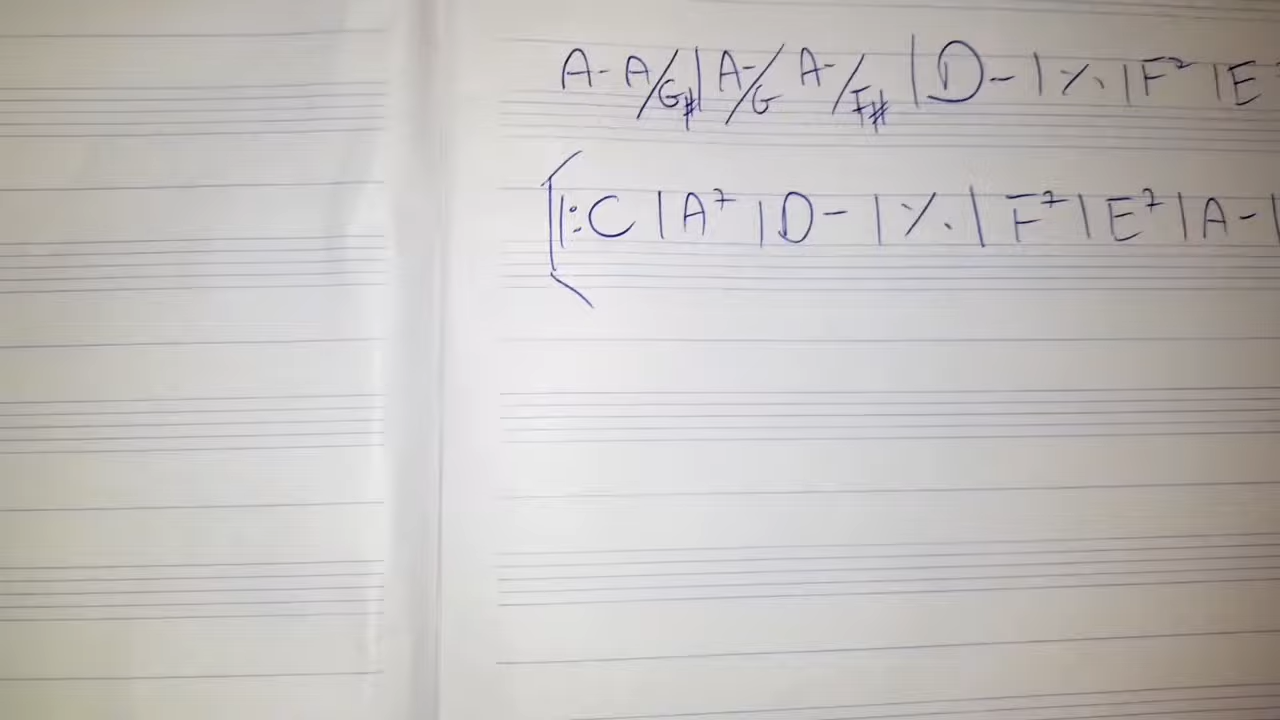 A- A/G# | A-/G A-/F# | D- | ٪ | F7 | E
|: C | A7 | D- | ٪ | F7 | E7 | A- |